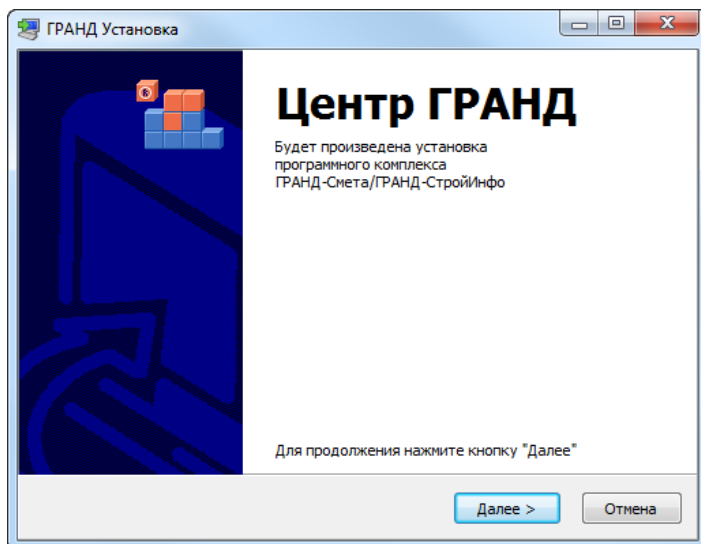 ГРАНД Установка
Центр ГРАНД
Будет произведена установка
программного комплекса
ГРАНД-Смета/ГРАНД-СтройИнфо
Для продолжения нажмите кнопку "Далее"
Далее >
Отмена